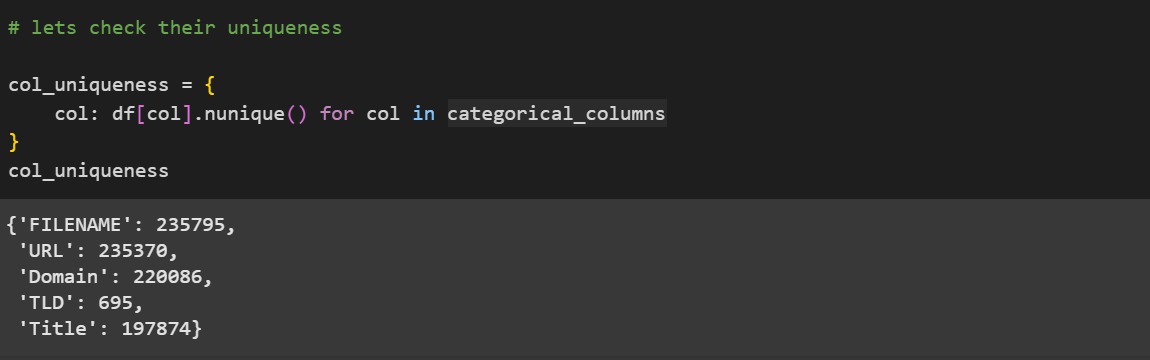 # lets check their uniqueness
col_uniqueness = {
    col: df[col].nunique() for col in categorical_columns
}
col_uniqueness
{'FILENAME': 235795,
 'URL': 235370,
 'Domain': 220086,
 'TLD': 695,
 'Title': 197874}